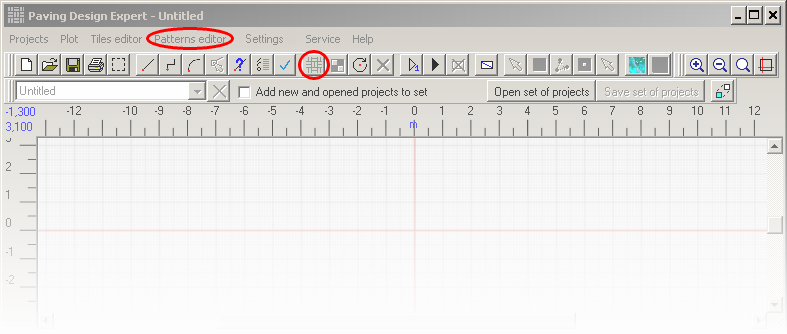 Paving Design Expert - Untitled
Projects Plot Tiles editor Patterns editor Settings Service Help
1
Untitled Add new and opened projects to set Open set of projects Save set of projects
-1,300 -12 -10 -9 -8 -7 -6 -5 -4 -3 -2 -1 0 1 2 3 4 5 6 7 8 9 10 11 12
3,100 m
3
2
1
0
-1
-2